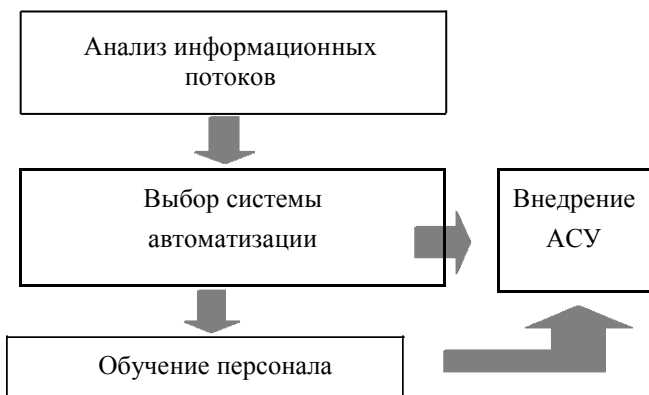 Анализ информационных
потоков
Выбор системы
автоматизации
Внедрение
АСУ
Обучение персонала